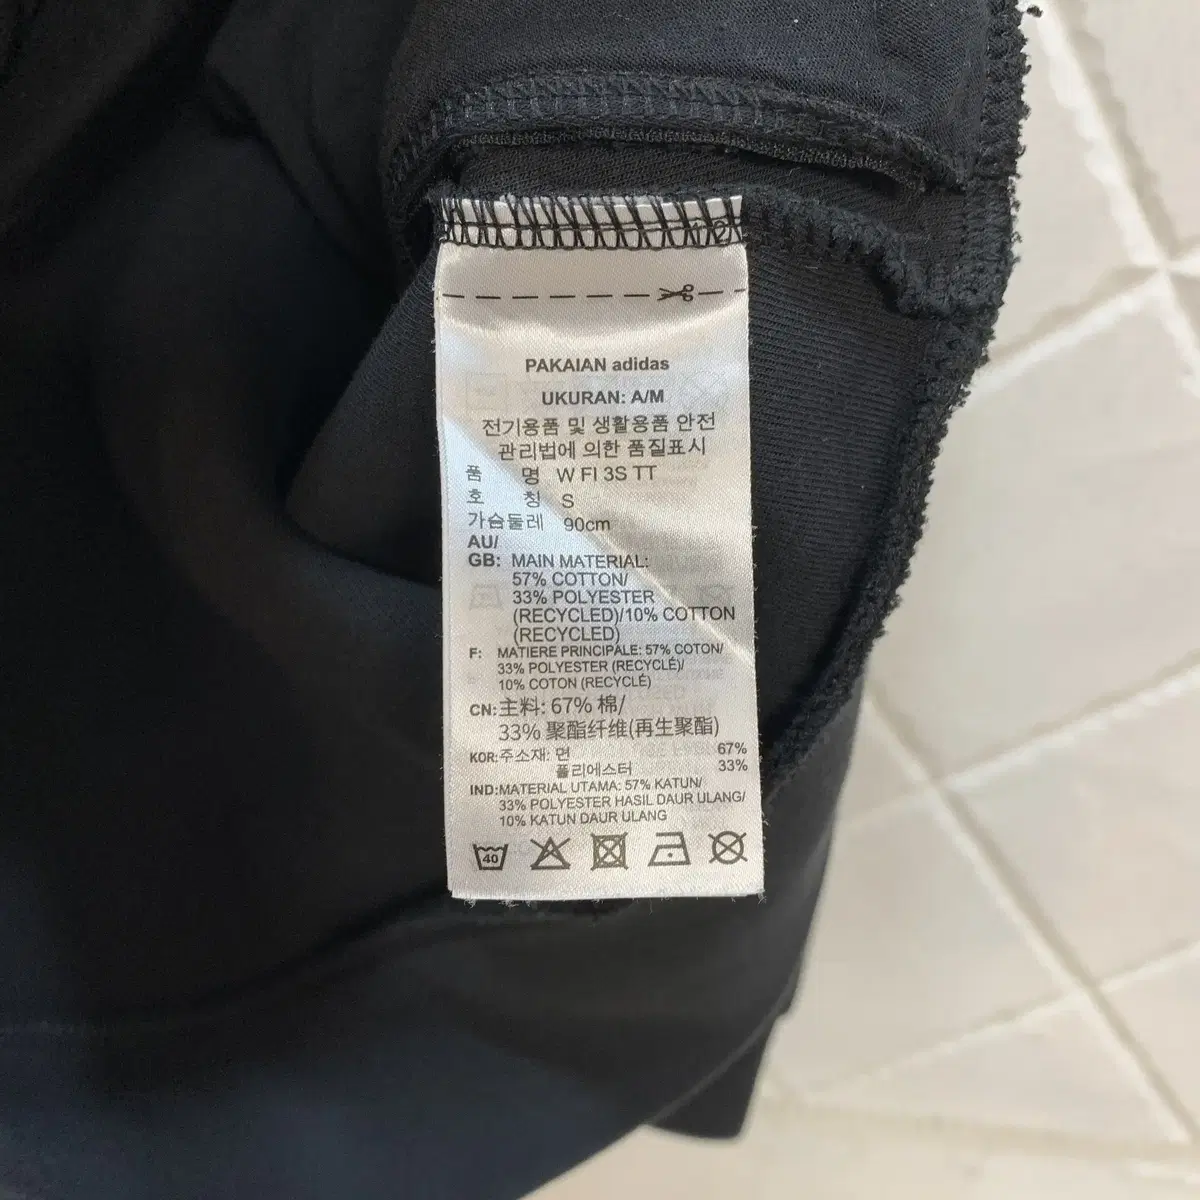 PAKAIAN adidas
UKURAN: A/M
전기용품 및 생활용품 안전
관리법에 의한 품질표시
품 명 W FI 3S TT
호 칭 S
가슴둘레 90cm
AU/
GB: MAIN MATERIAL:
57% COTTON/
33% POLYESTER
(RECYCLED)/10% COTTON
(RECYCLED)
F: MATIERE PRINCIPALE: 57% COTON/
33% POLYESTER (RECYCLÉ)/
10% COTON (RECYCLÉ)
CN: 主料: 67% 棉/
33% 聚酯纤维(再生聚酯)
KOR: 주소재: 면 67%
폴리에스터 33%
IND: MATERIAL UTAMA: 57% KATUN/
33% POLYESTER HASIL DAUR ULANG/
10% KATUN DAUR ULANG
40